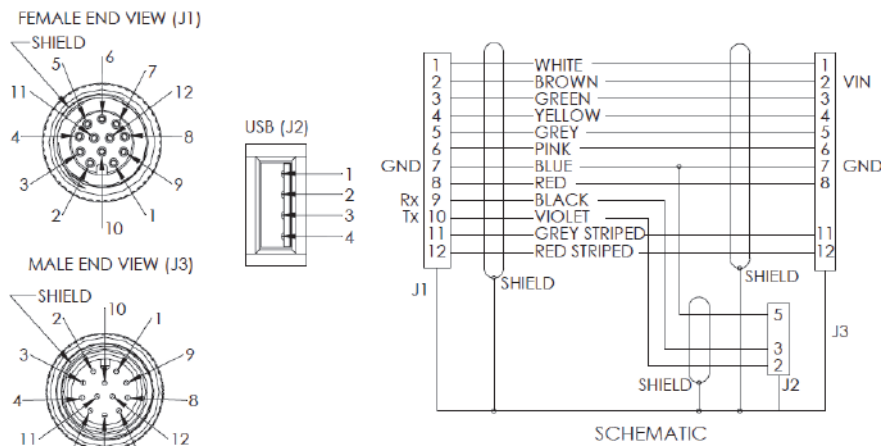 FEMALE END VIEW (J1)
SHIELD
6
5
7
11
12
4
8
3
9
2
1
10
USB (J2)
1
2
3
4
MALE END VIEW (J3)
SHIELD
10
2
1
3
9
4
8
11
12
1 WHITE 1
2 BROWN 2 VIN
3 GREEN 3
4 YELLOW 4
5 GREY 5
6 PINK 6
GND 7 BLUE 7 GND
8 RED 8
Rx 9 BLACK
Tx 10 VIOLET
11 GREY STRIPED 11
12 RED STRIPED 12
SHIELD
SHIELD
J1
5
3
2
J3
SHIELD
J2
SCHEMATIC